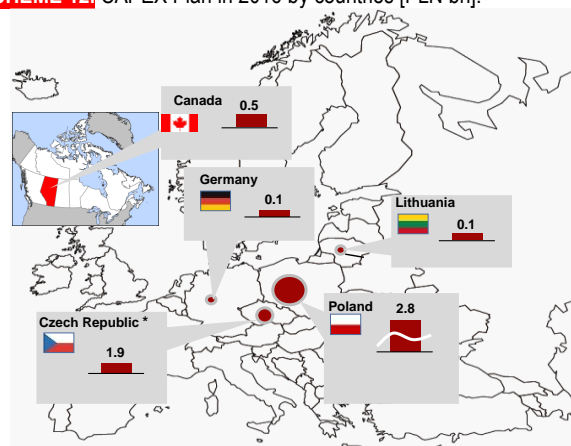 CAPEX Plan in 2016 by countries [PLN bn].
Canada
0.5
Germany
0.1
Lithuania
0.1
Poland
2.8
Czech Republic *
1.9